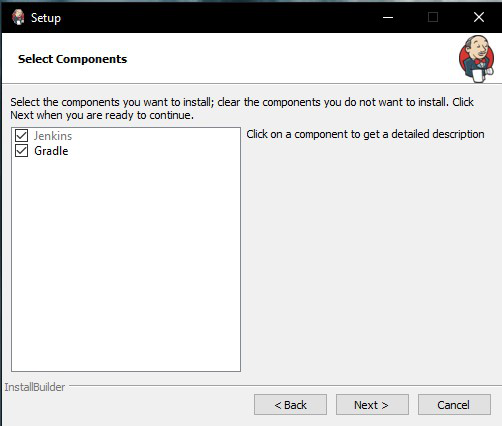 Setup
Select Components
Select the components you want to install; clear the components you do not want to install. Click
Next when you are ready to continue.
Jenkins
Gradle
Click on a component to get a detailed description
InstallBuilder
< Back
Next >
Cancel